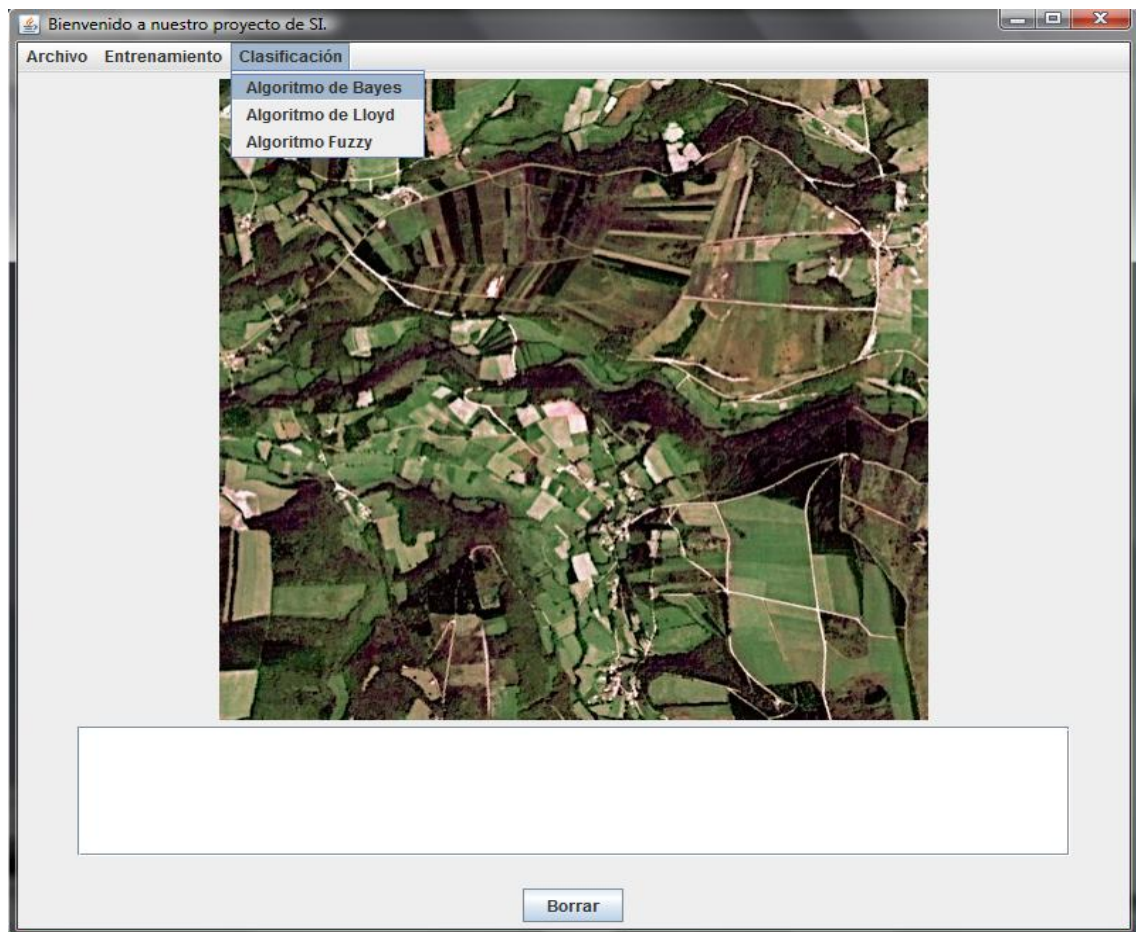 Bienvenido a nuestro proyecto de SI.
Archivo Entrenamiento Clasificación
Algoritmo de Bayes
Algoritmo de Lloyd
Algoritmo Fuzzy
Borrar